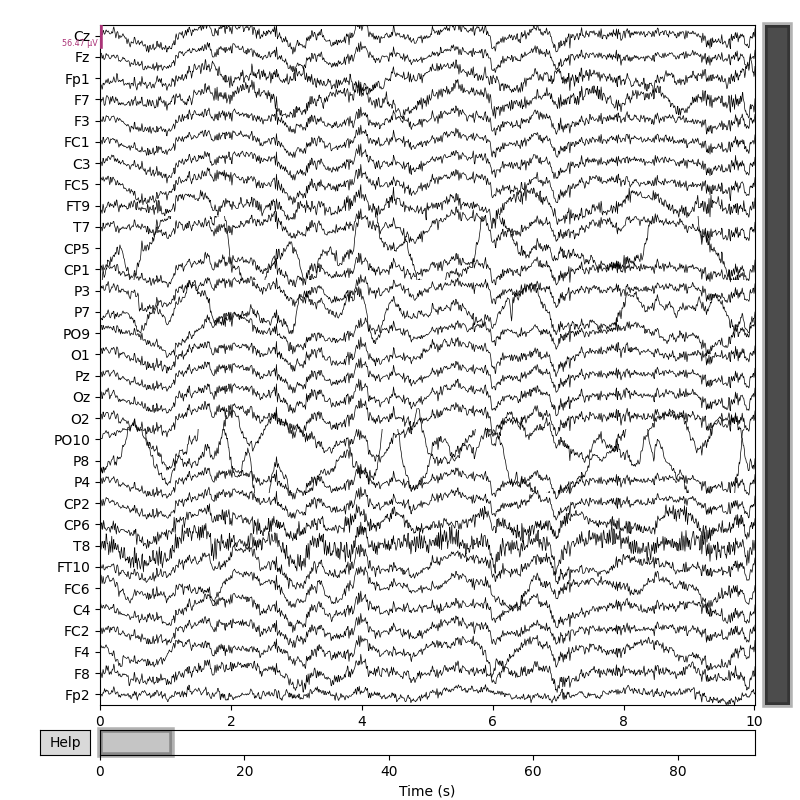 Cz
56.47 µV
Fz
Fp1
F7
F3
FC1
C3
FC5
FT9
T7
CP5
CP1
P3
P7
PO9
O1
Pz
Oz
O2
PO10
P8
P4
CP2
CP6
T8
FT10
FC6
C4
FC2
F4
F8
Fp2
0 2 4 6 8 10
Help
0 20 40 60 80
Time (s)